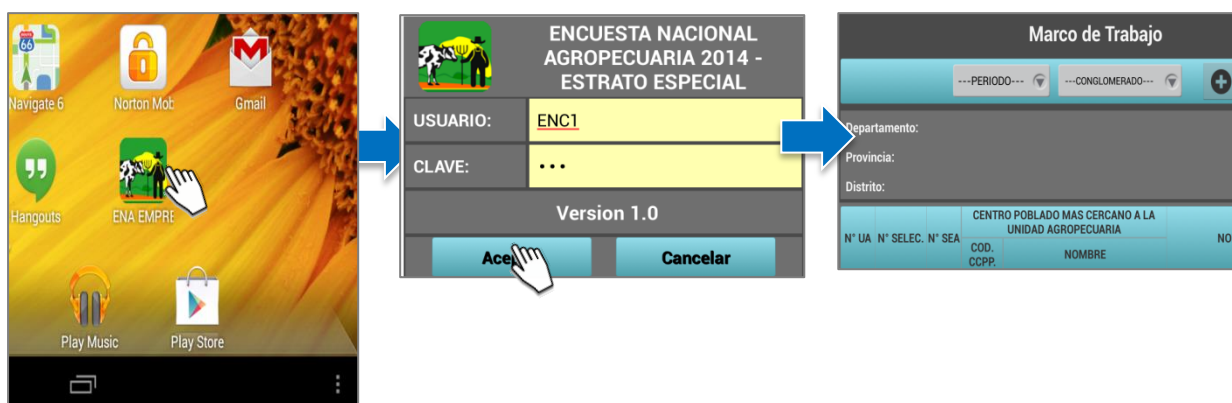 66
Navigate 6
Norton Mob
Gmail
Hangouts
ENA EMPRE
Play Music
Play Store
ENCUESTA NACIONAL
AGROPECUARIA 2014 -
ESTRATO ESPECIAL
USUARIO:
ENC1
CLAVE:
•••
Version 1.0
Cancelar
Marco de Trabajo
---PERIODO---
---CONGLOMERADO---
Departamento:
Provincia:
Distrito:
N° UA
N° SELEC.
N° SEA
CENTRO POBLADO MAS CERCANO A LA
UNIDAD AGROPECUARIA
COD.
CCPP.
NOMBRE
NO